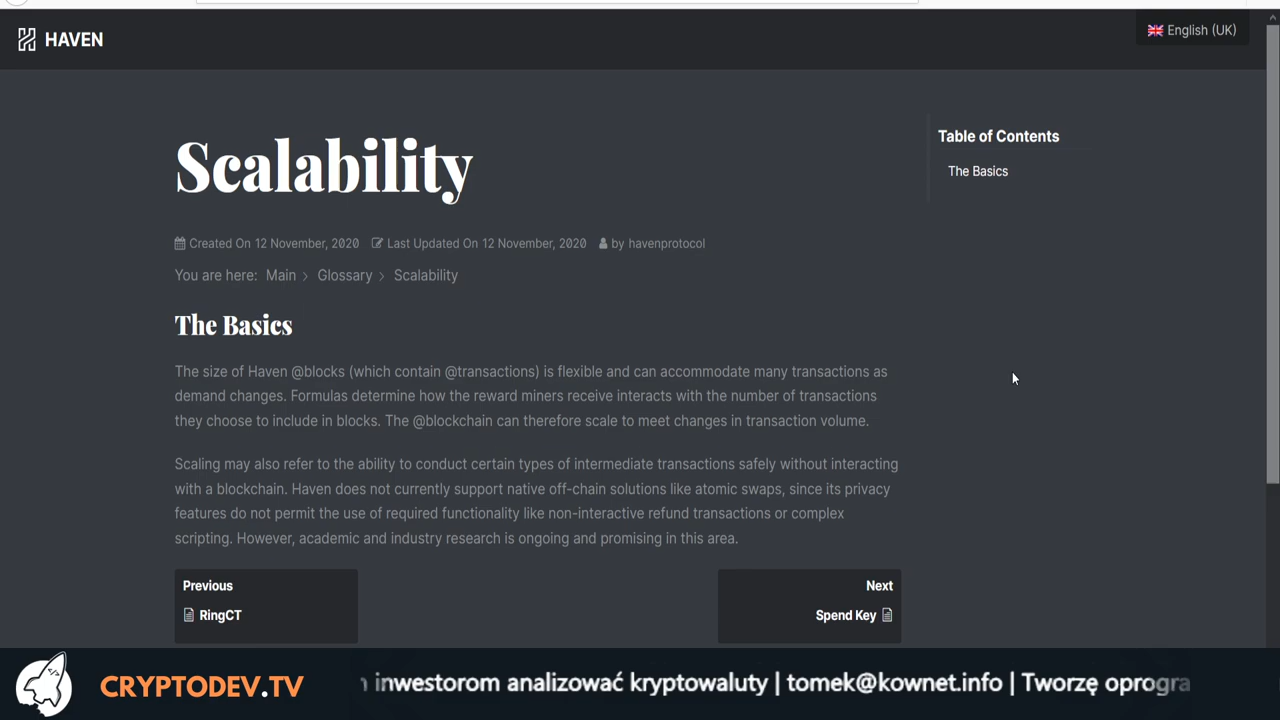 HAVEN
English (UK)
Scalability
Table of Contents
The Basics
Created On 12 November, 2020 Last Updated On 12 November, 2020 by havenprotocol
You are here: Main > Glossary > Scalability
The Basics
The size of Haven @blocks (which contain @transactions) is flexible and can accommodate many transactions as
demand changes. Formulas determine how the reward miners receive interacts with the number of transactions
they choose to include in blocks. The @blockchain can therefore scale to meet changes in transaction volume.
Scaling may also refer to the ability to conduct certain types of intermediate transactions safely without interacting
with a blockchain. Haven does not currently support native off-chain solutions like atomic swaps, since its privacy
features do not permit the use of required functionality like non-interactive refund transactions or complex
scripting. However, academic and industry research is ongoing and promising in this area.
Previous
RingCT
Next
Spend Key
CRYPTODEV.TV
inwestorom analizować kryptowaluty | tomek@kownet.info | Tworzę oprogra